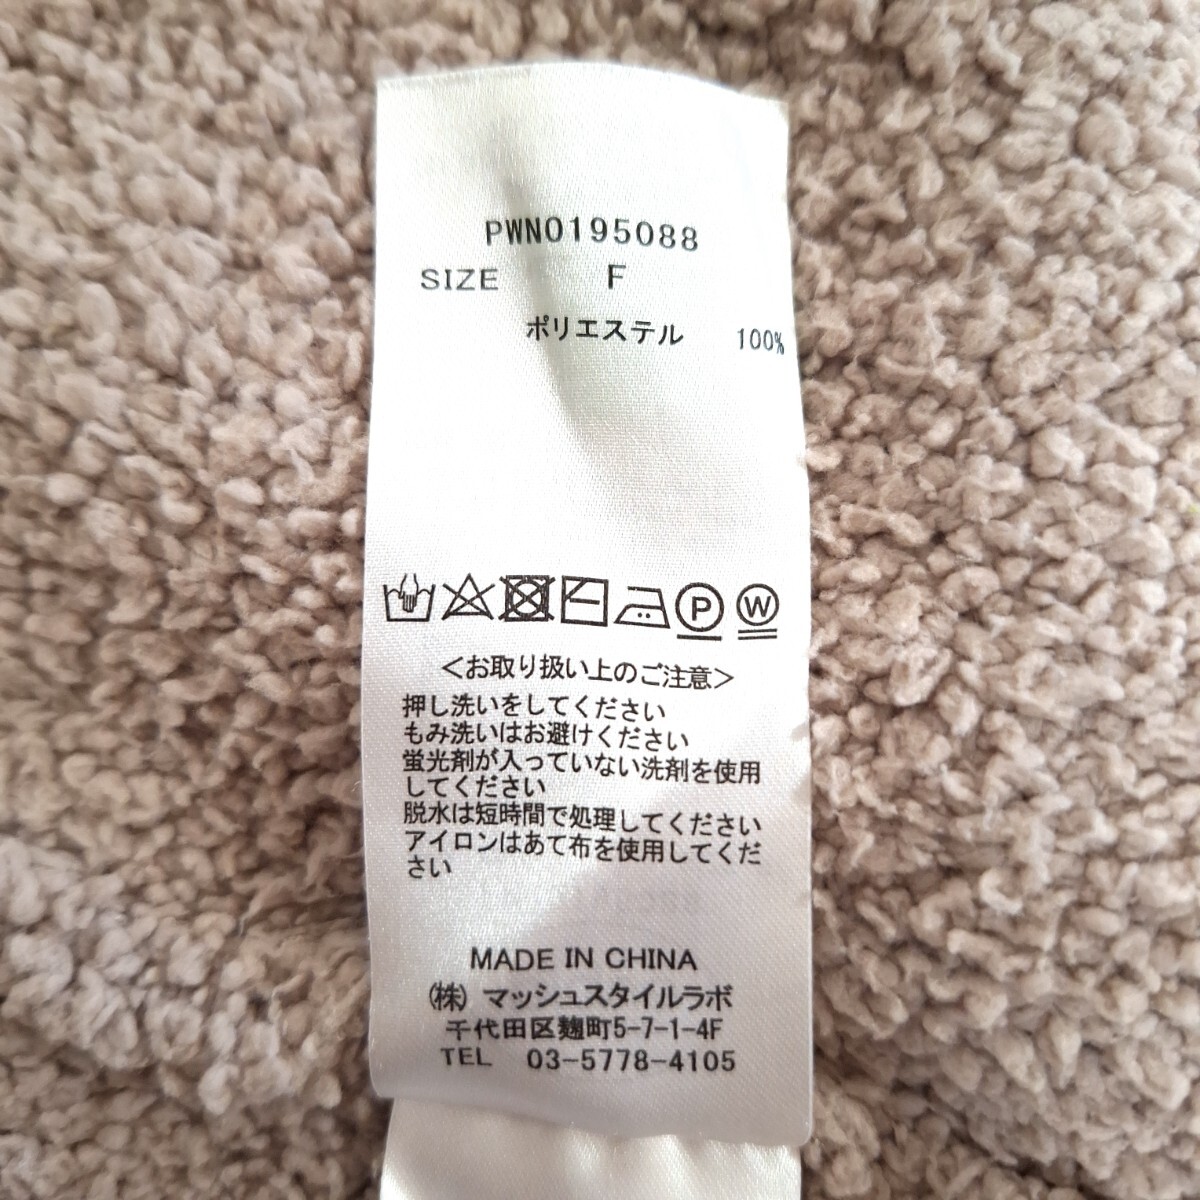 PWNO195088
SIZE F
ポリエステル 100%
P W
<お取り扱い上のご注意>
押し洗いをしてください
もみ洗いはお避けください
蛍光剤が入っていない洗剤を使用
してください
脱水は短時間で処理してください
アイロンはあて布を使用してくだ
さい
MADE IN CHINA
(株) マッシュスタイルラボ
千代田区麹町5-7-1-4F
TEL 03-5778-4105